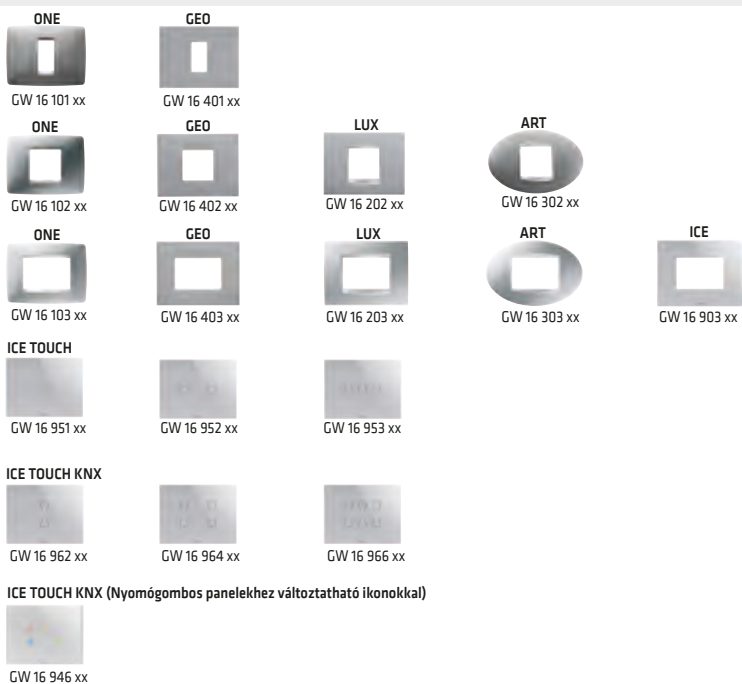 ONE GEO
GW 16 101 xx GW 16 401 xx
ONE GEO LUX ART
GW 16 102 xx GW 16 402 xx GW 16 202 xx GW 16 302 xx
ONE GEO LUX ART ICE
GW 16 103 xx GW 16 403 xx GW 16 203 xx GW 16 303 xx GW 16 903 xx
ICE TOUCH
GW 16 951 xx GW 16 952 xx GW 16 953 xx
ICE TOUCH KNX
GW 16 962 xx GW 16 964 xx GW 16 966 xx
ICE TOUCH KNX (Nyomógombos panelekhez változtatható ikonokkal)
GW 16 946 xx